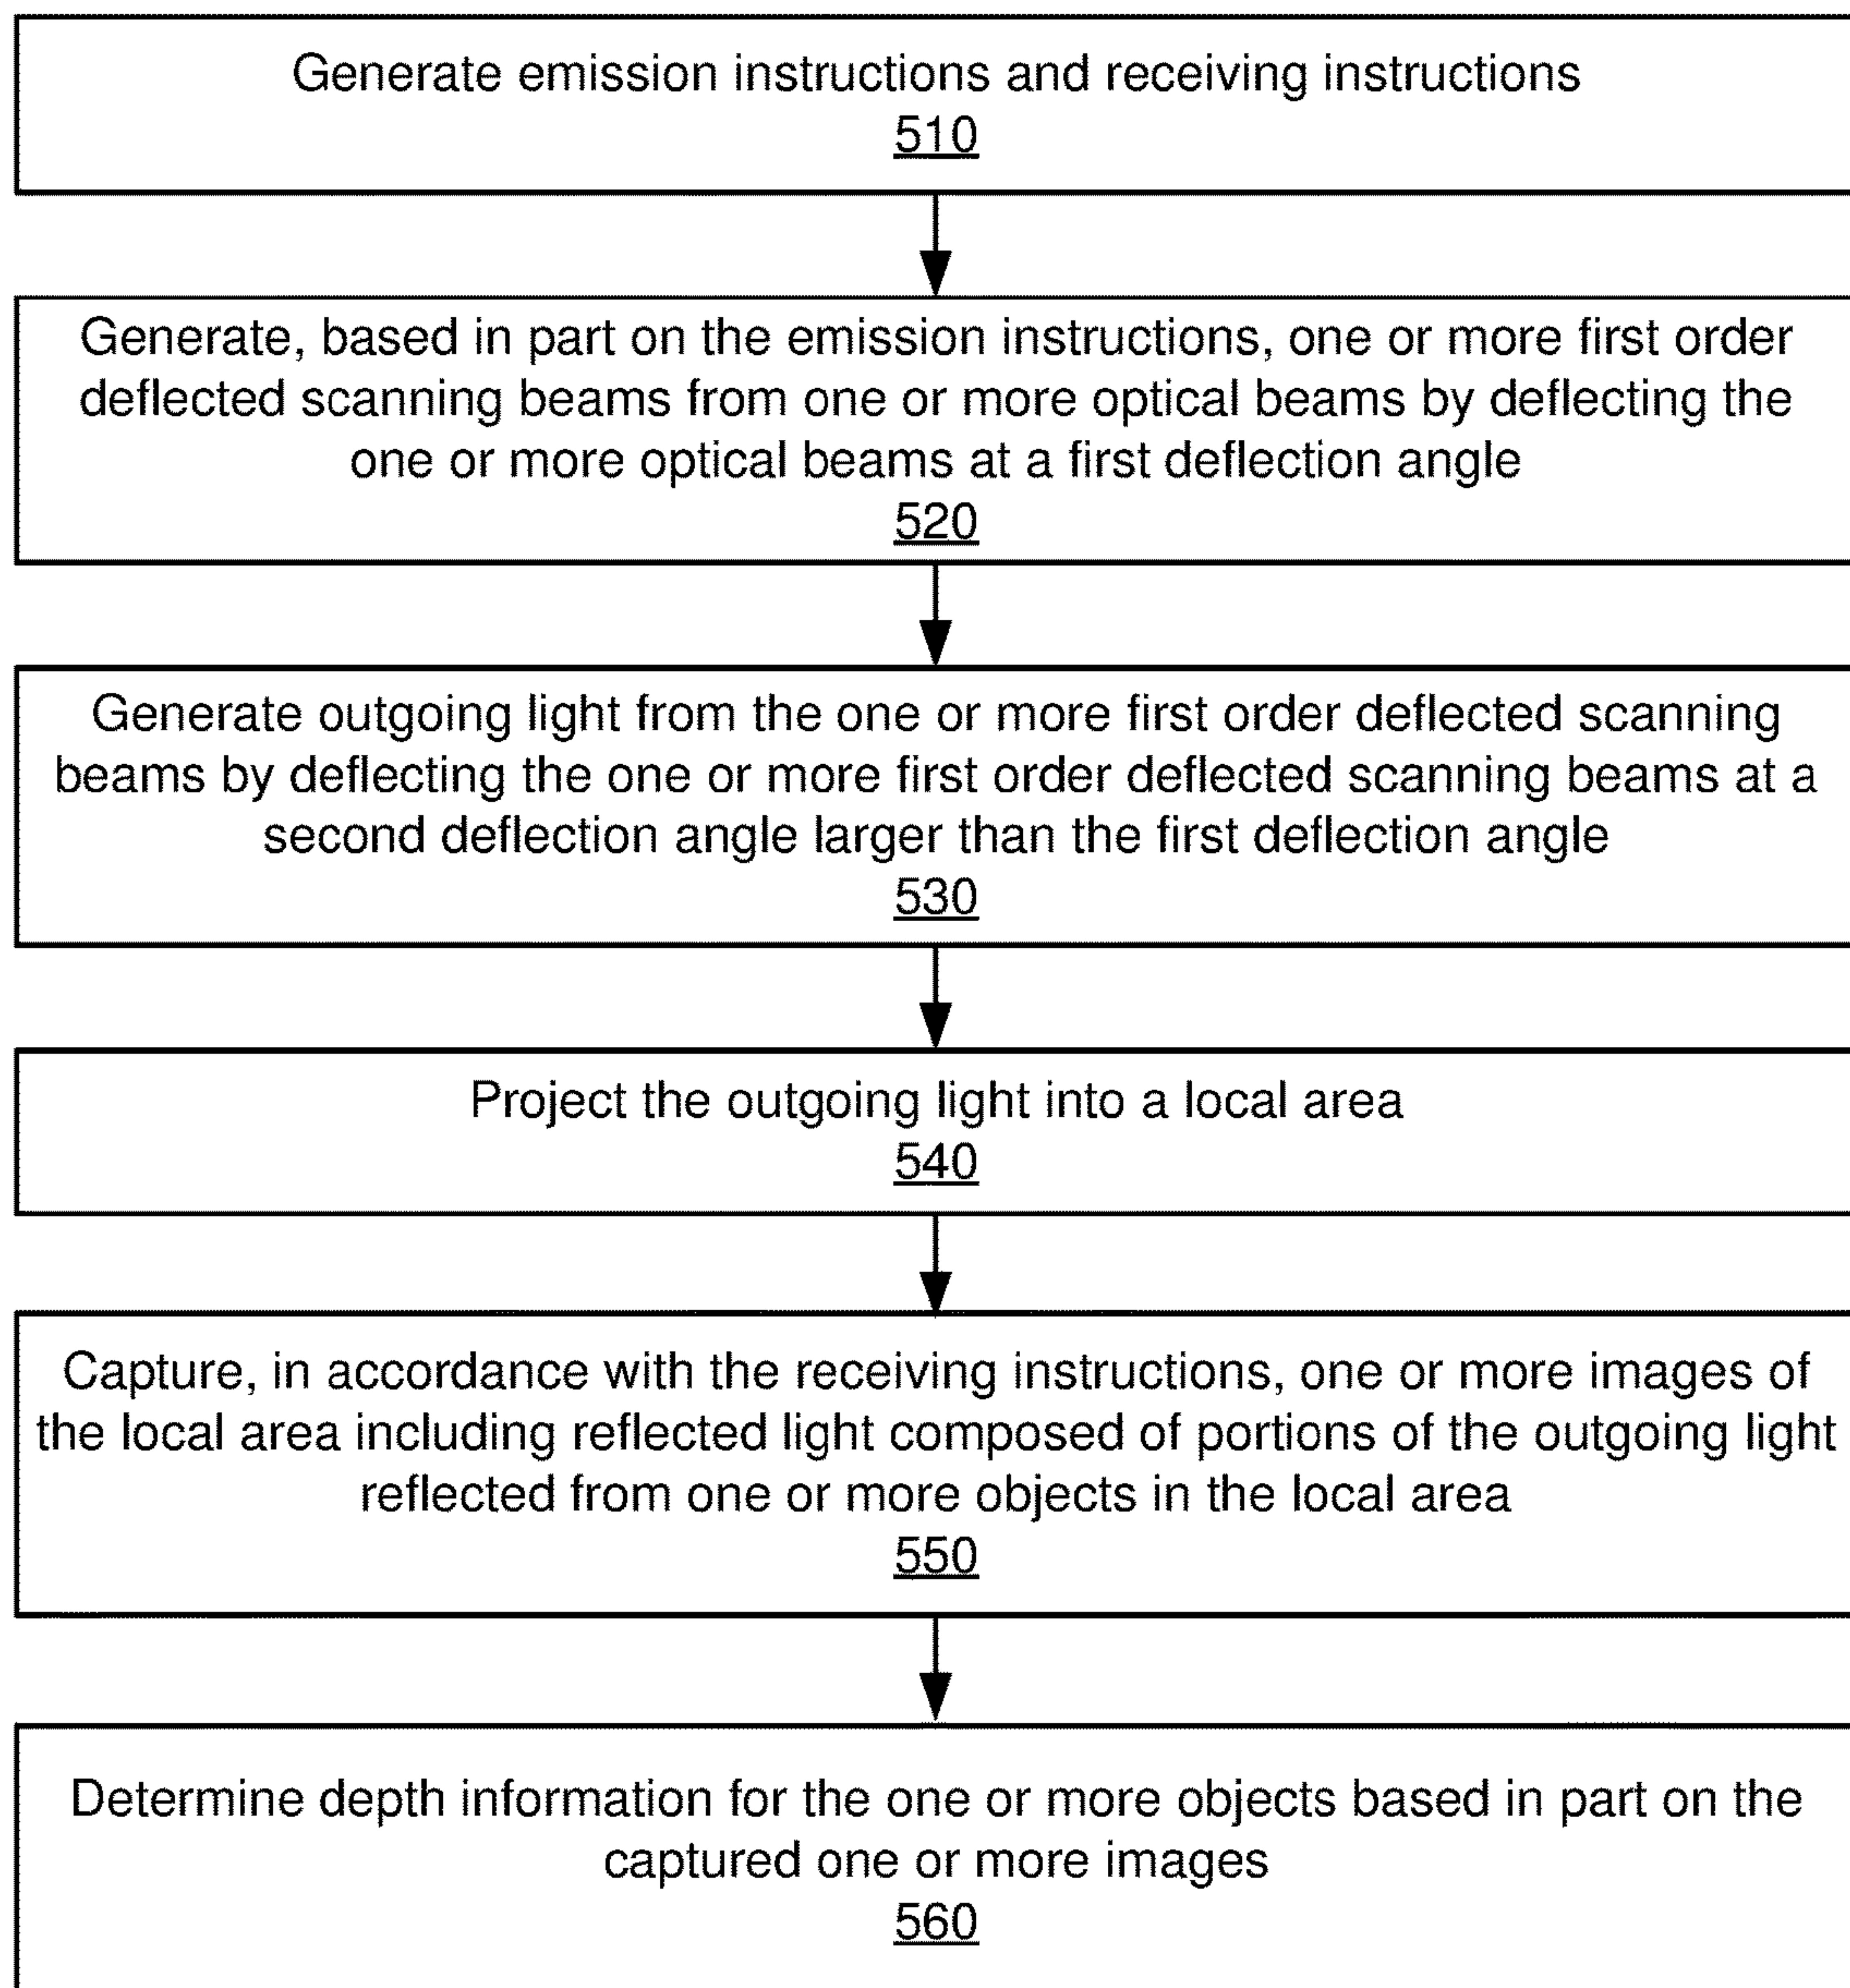 Generate emission instructions and receiving instructions
510
Generate, based in part on the emission instructions, one or more first order
deflected scanning beams from one or more optical beams by deflecting the
one or more optical beams at a first deflection angle
520
Generate outgoing light from the one or more first order deflected scanning
beams by deflecting the one or more first order deflected scanning beams at a
second deflection angle larger than the first deflection angle
530
Project the outgoing light into a local area
540
Capture, in accordance with the receiving instructions, one or more images of
the local area including reflected light composed of portions of the outgoing light
reflected from one or more objects in the local area
550
Determine depth information for the one or more objects based in part on the
captured one or more images
560